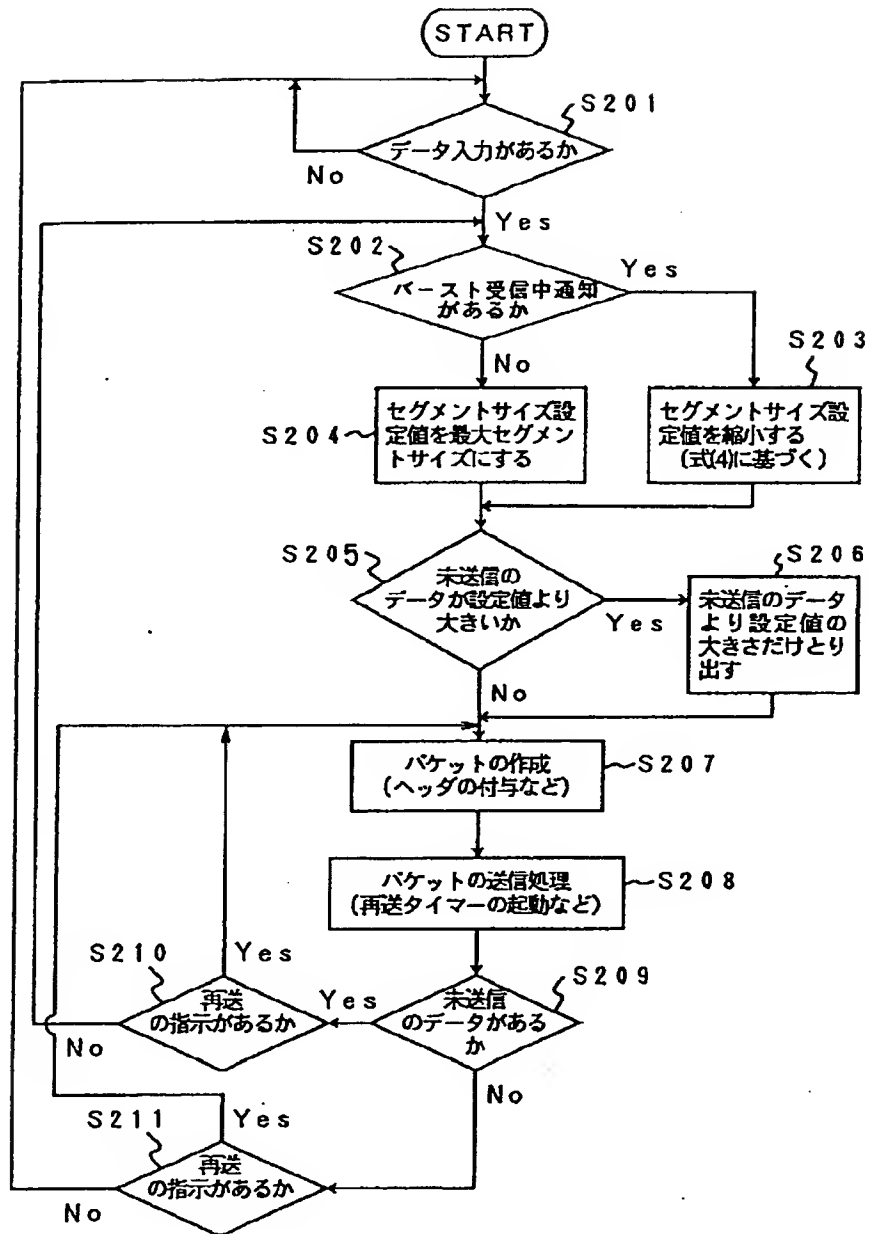 START
S201
データ入力があるか
No
Yes
S202
バースト受信中通知
があるか
Yes
No
S203
セグメントサイズ設
定値を縮小する
(式(4)に基づく)
S204
セグメントサイズ設
定値を最大セグメン
トサイズにする
S205
未送信の
データが設定値より
大きいか
Yes
No
S206
未送信のデータ
より設定値の
大きさだけとり
出す
パケットの作成
(ヘッダの付与など)
S207
パケットの送信処理
(再送タイマーの起動など)
S208
S209
未送信
のデータがある
か
Yes
No
S210
再送
の指示があるか
Yes
No
S211
再送
の指示があるか
Yes
No